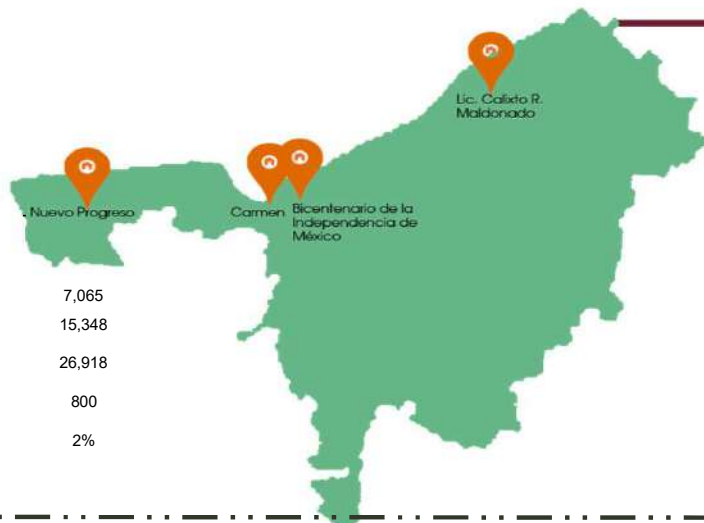 Lic. Calixto R.
Maldonado
. Nuevo Progreso
Carmen
Bicentenario de la
Independencia de
México
7,065
15,348
26,918
800
2%